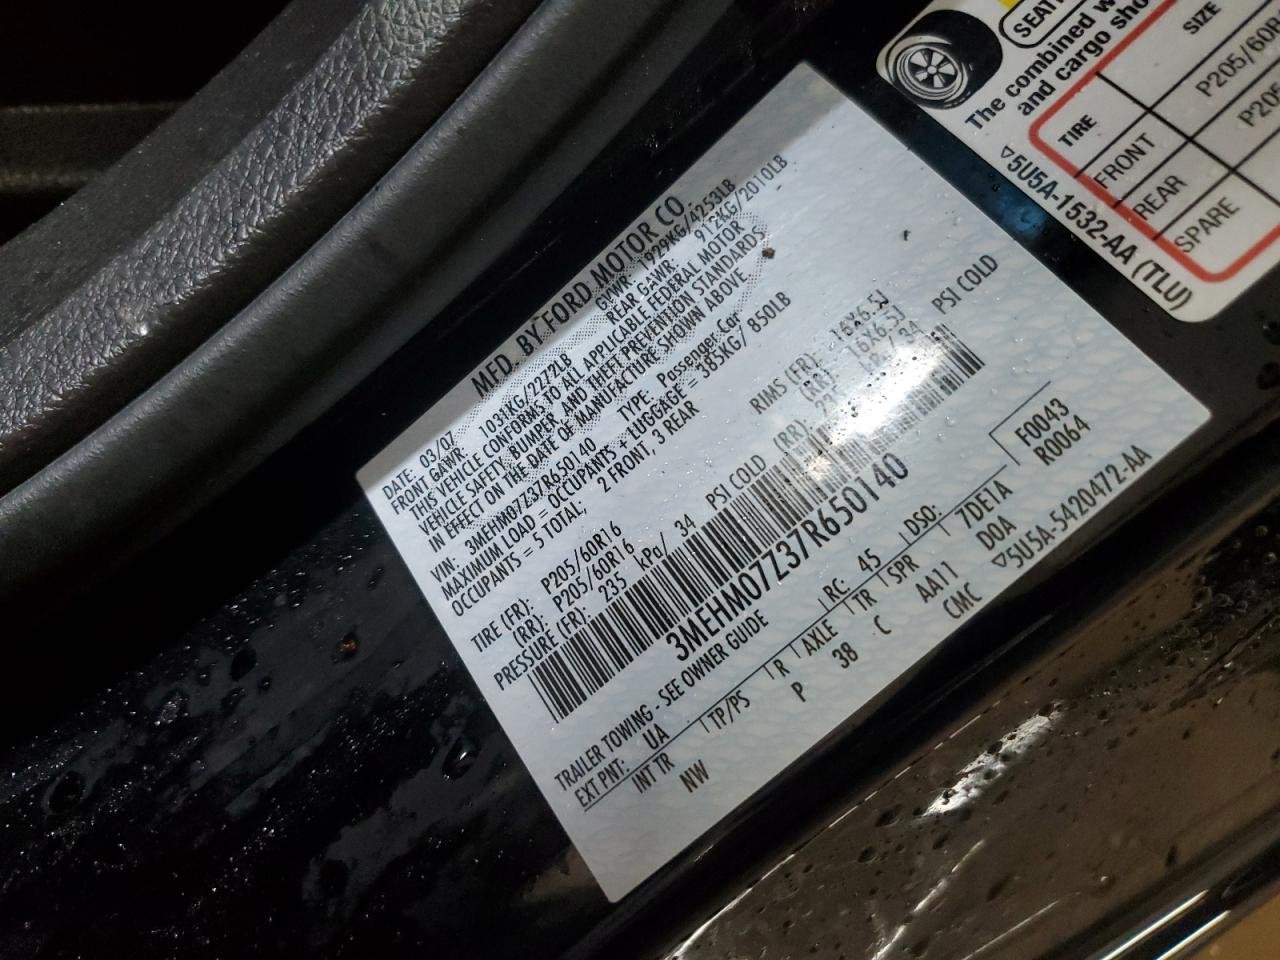 MFD. BY FORD MOTOR CO.
DATE: 03/07 GVWR: 1929KG/4253LB
FRONT GAWR: 1031KG/2272LB REAR GAWR: 912KG/2010LB
THIS VEHICLE CONFORMS TO ALL APPLICABLE FEDERAL MOTOR
VEHICLE SAFETY, BUMPER, AND THEFT PREVENTION STANDARDS
IN EFFECT ON THE DATE OF MANUFACTURE SHOWN ABOVE.
VIN: 3MEHM07Z37R650140 TYPE: Passenger Car
MAXIMUM LOAD = OCCUPANTS + LUGGAGE = 385KG/ 850LB
OCCUPANTS = 5 TOTAL; 2 FRONT, 3 REAR
TIRE (FR): P205/60R16 RIMS (FR): 16X6.5J
(RR): P205/60R16 (RR): 16X6.5J
PRESSURE (FR): 235 kPa/ 34 PSI COLD (RR): 34 PSI COLD
3MEHM07Z37R650140
TRAILER TOWING - SEE OWNER GUIDE
EXT PNT: UA RC: 45 DSO: F0043
INT TR TP/PS R AXLE TR SPR 7DE1A R0064
NW P 38 C AA11 DOA
CMC ▽5U5A-5420472-AA
SEAT
The combined w
and cargo sho
TIRE SIZE
FRONT P205/60R
REAR P205
SPARE
▽5U5A-1532-AA (TLU)